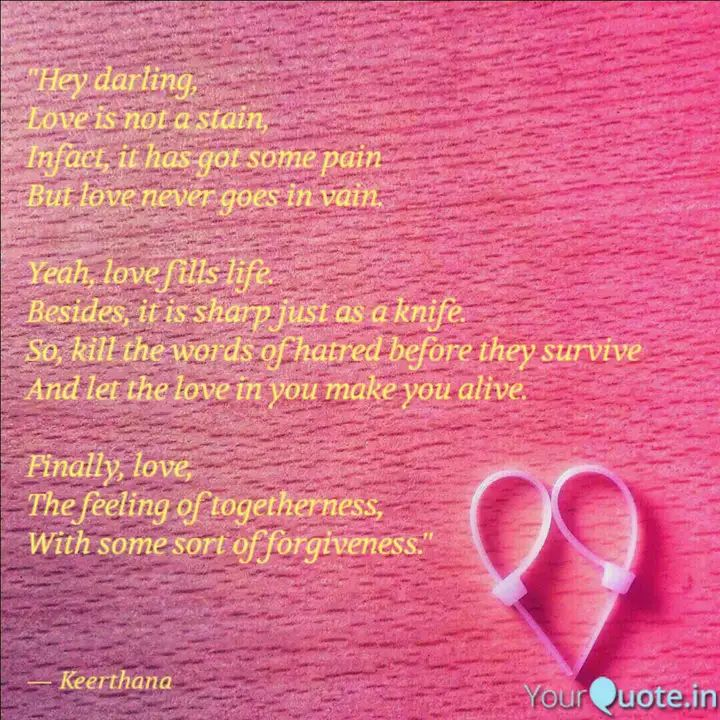 "Hey darling,
Love is not a stain,
Infact, it has got some pain
But love never goes in vain.
Yeah, love fills life.
Besides, it is sharp just as a knife.
So, kill the words of hatred before they survive
And let the love in you make you alive.
Finally, love,
The feeling of togetherness,
With some sort of forgiveness."
— Keerthana
YourQuote.in